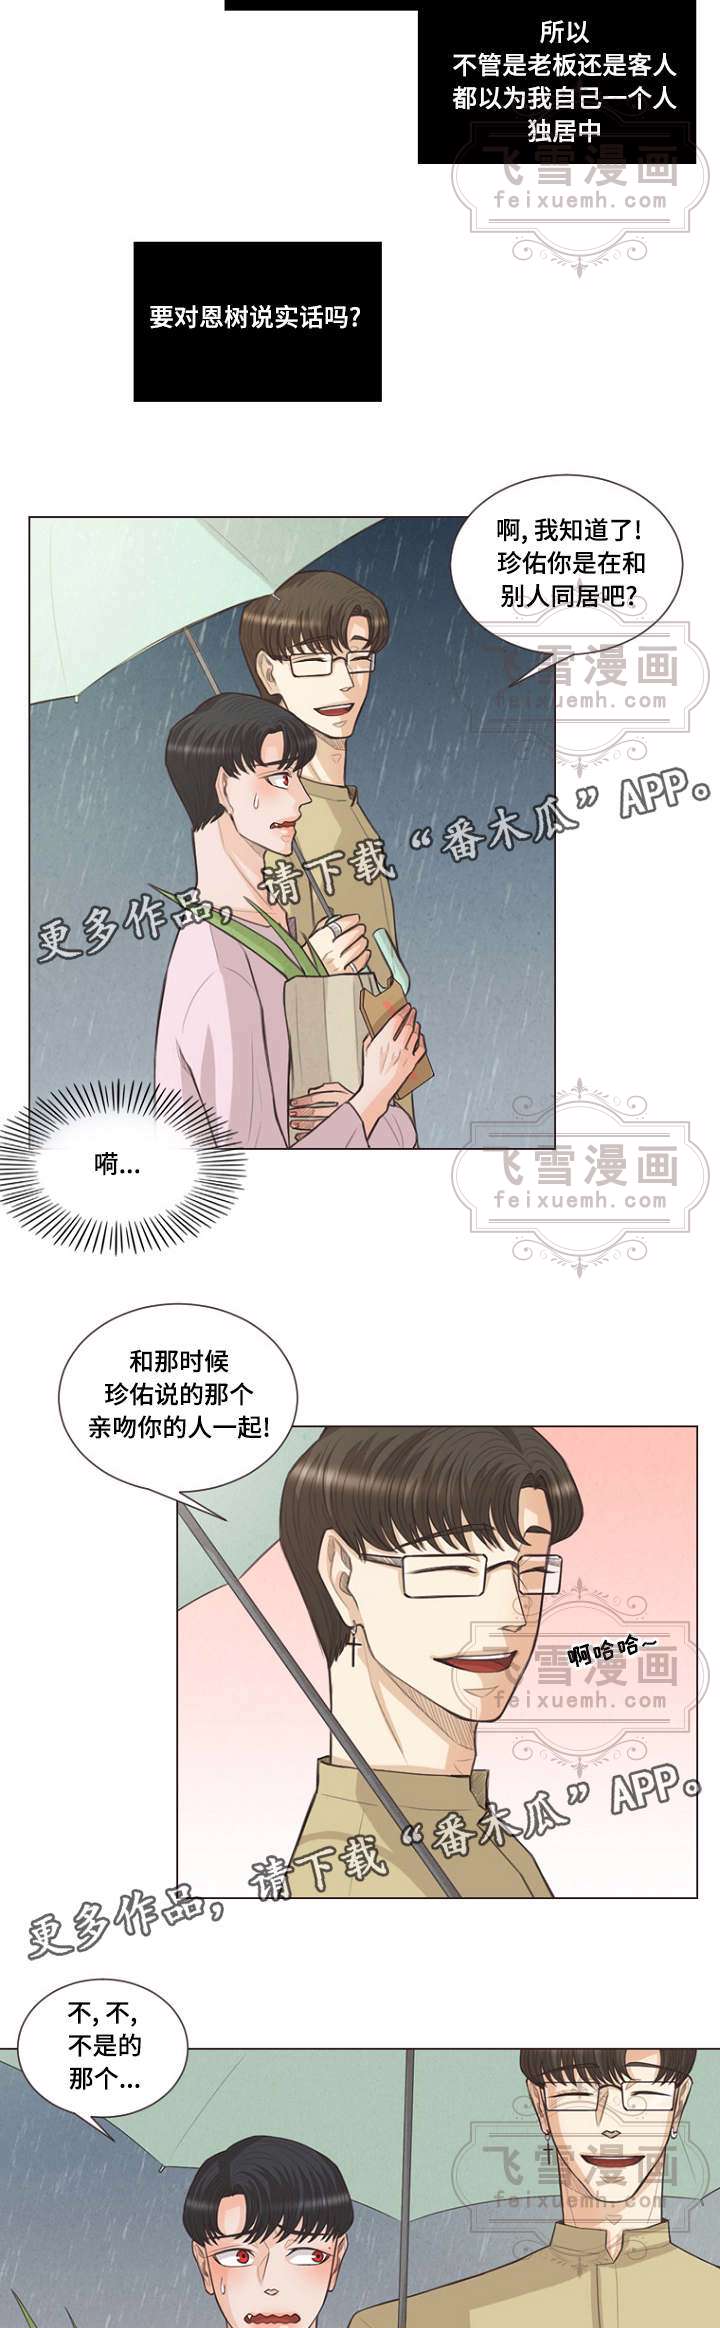 所以
不管是老板还是客人
都以为我自己一个人
独居中
飞雪漫画
feixuemh.com
要对恩树说实话吗?
啊, 我知道了!
珍佑你是在和
别人同居吧?
飞雪漫画
feixuemh.com
更多作品，请下载“番木瓜”APP。
嗬...
飞雪漫画
feixuemh.com
和那时候
珍佑说的那个
亲吻你的人一起!
啊哈哈~
飞雪漫画
feixuemh.com
更多作品，请下载“番木瓜”APP。
不, 不,
不是的
那个...
飞雪漫画
feixuemh.com